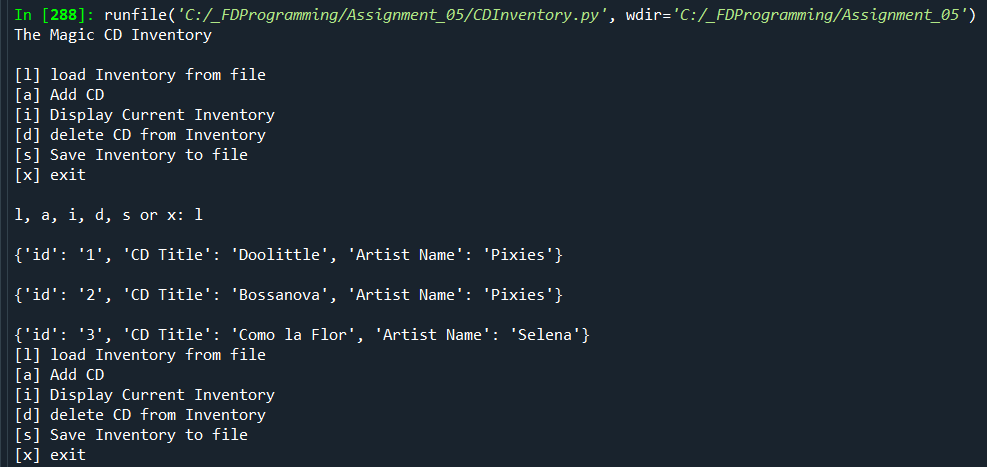 In [288]: runfile('C:/_FDProgramming/Assignment_05/CDInventory.py', wdir='C:/_FDProgramming/Assignment_05')
The Magic CD Inventory
[l] load Inventory from file
[a] Add CD
[i] Display Current Inventory
[d] delete CD from Inventory
[s] Save Inventory to file
[x] exit
l, a, i, d, s or x: l
{'id': '1', 'CD Title': 'Doolittle', 'Artist Name': 'Pixies'}
{'id': '2', 'CD Title': 'Bossanova', 'Artist Name': 'Pixies'}
{'id': '3', 'CD Title': 'Como la Flor', 'Artist Name': 'Selena'}
[l] load Inventory from file
[a] Add CD
[i] Display Current Inventory
[d] delete CD from Inventory
[s] Save Inventory to file
[x] exit